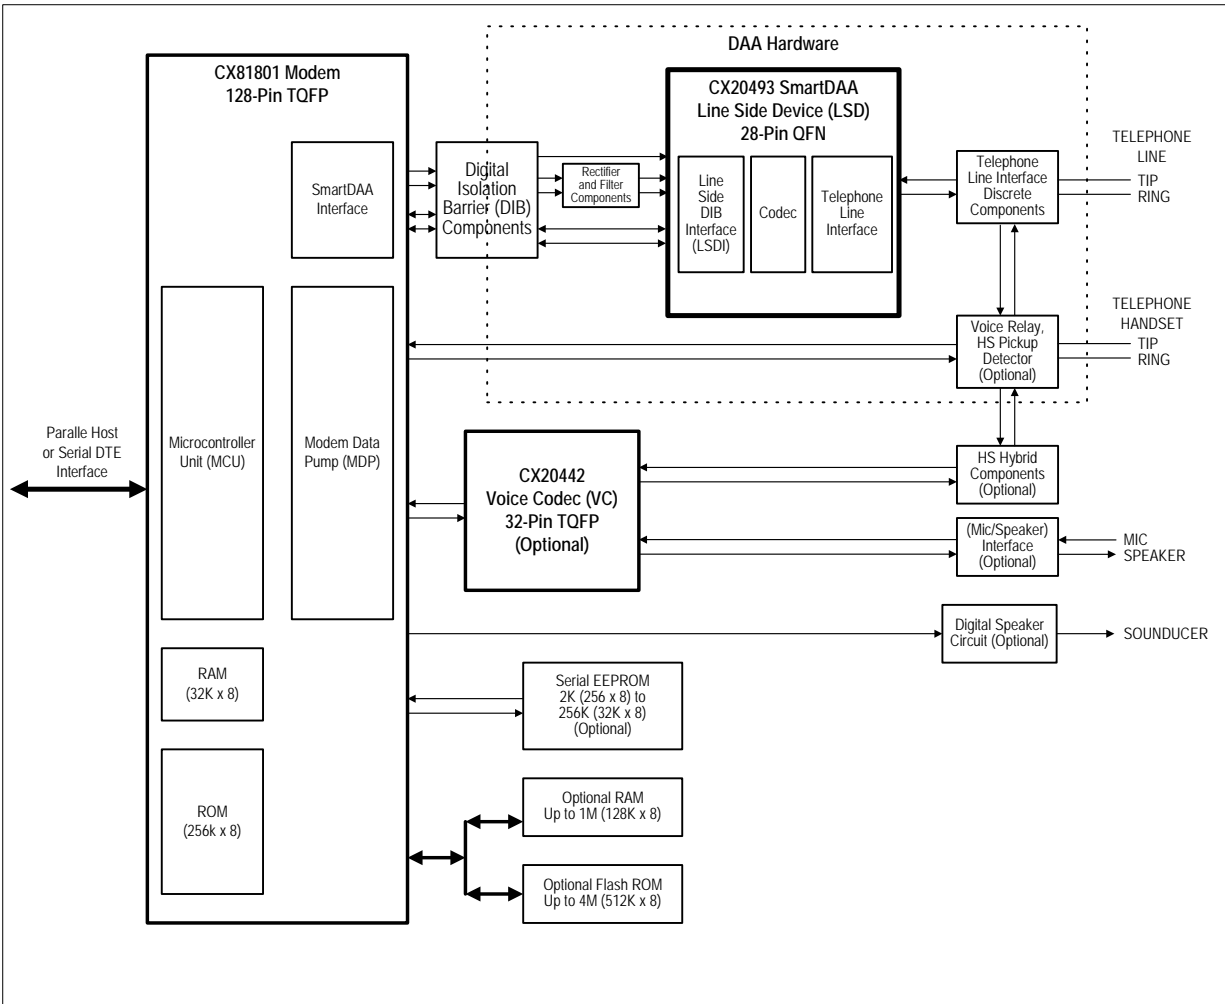 DAA Hardware
CX81801 Modem
128-Pin TQFP
SmartDAA
Interface
Digital
Isolation
Barrier (DIB)
Components
Rectifier
and Filter
Components
CX20493 SmartDAA
Line Side Device (LSD)
28-Pin QFN
Line
Side
DIB
Interface
(LSDI)
Codec
Telephone
Line
Interface
Telephone
Line Interface
Discrete
Components
TELEPHONE
LINE
TIP
RING
Voice Relay,
HS Pickup
Detector
(Optional)
TELEPHONE
HANDSET
TIP
RING
Paralle Host
or Serial DTE
Interface
Microcontroller
Unit (MCU)
Modem Data
Pump (MDP)
CX20442
Voice Codec (VC)
32-Pin TQFP
(Optional)
HS Hybrid
Components
(Optional)
(Mic/Speaker)
Interface
(Optional)
MIC
SPEAKER
Digital Speaker
Circuit (Optional)
SOUNDUCER
RAM
(32K x 8)
Serial EEPROM
2K (256 x 8) to
256K (32K x 8)
(Optional)
ROM
(256k x 8)
Optional RAM
Up to 1M (128K x 8)
Optional Flash ROM
Up to 4M (512K x 8)